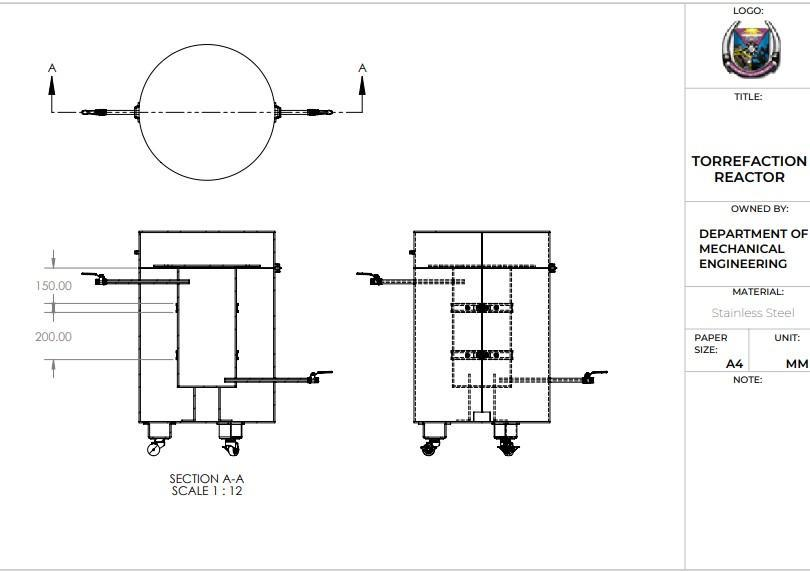 LOGO:
TITLE:
TORREFACTION
REACTOR
OWNED BY:
DEPARTMENT OF
MECHANICAL
ENGINEERING
MATERIAL:
Stainless Steel
PAPER
SIZE:
A4
UNIT:
MM
NOTE:
A
A
150.00
200.00
SECTION A-A
SCALE 1 : 12